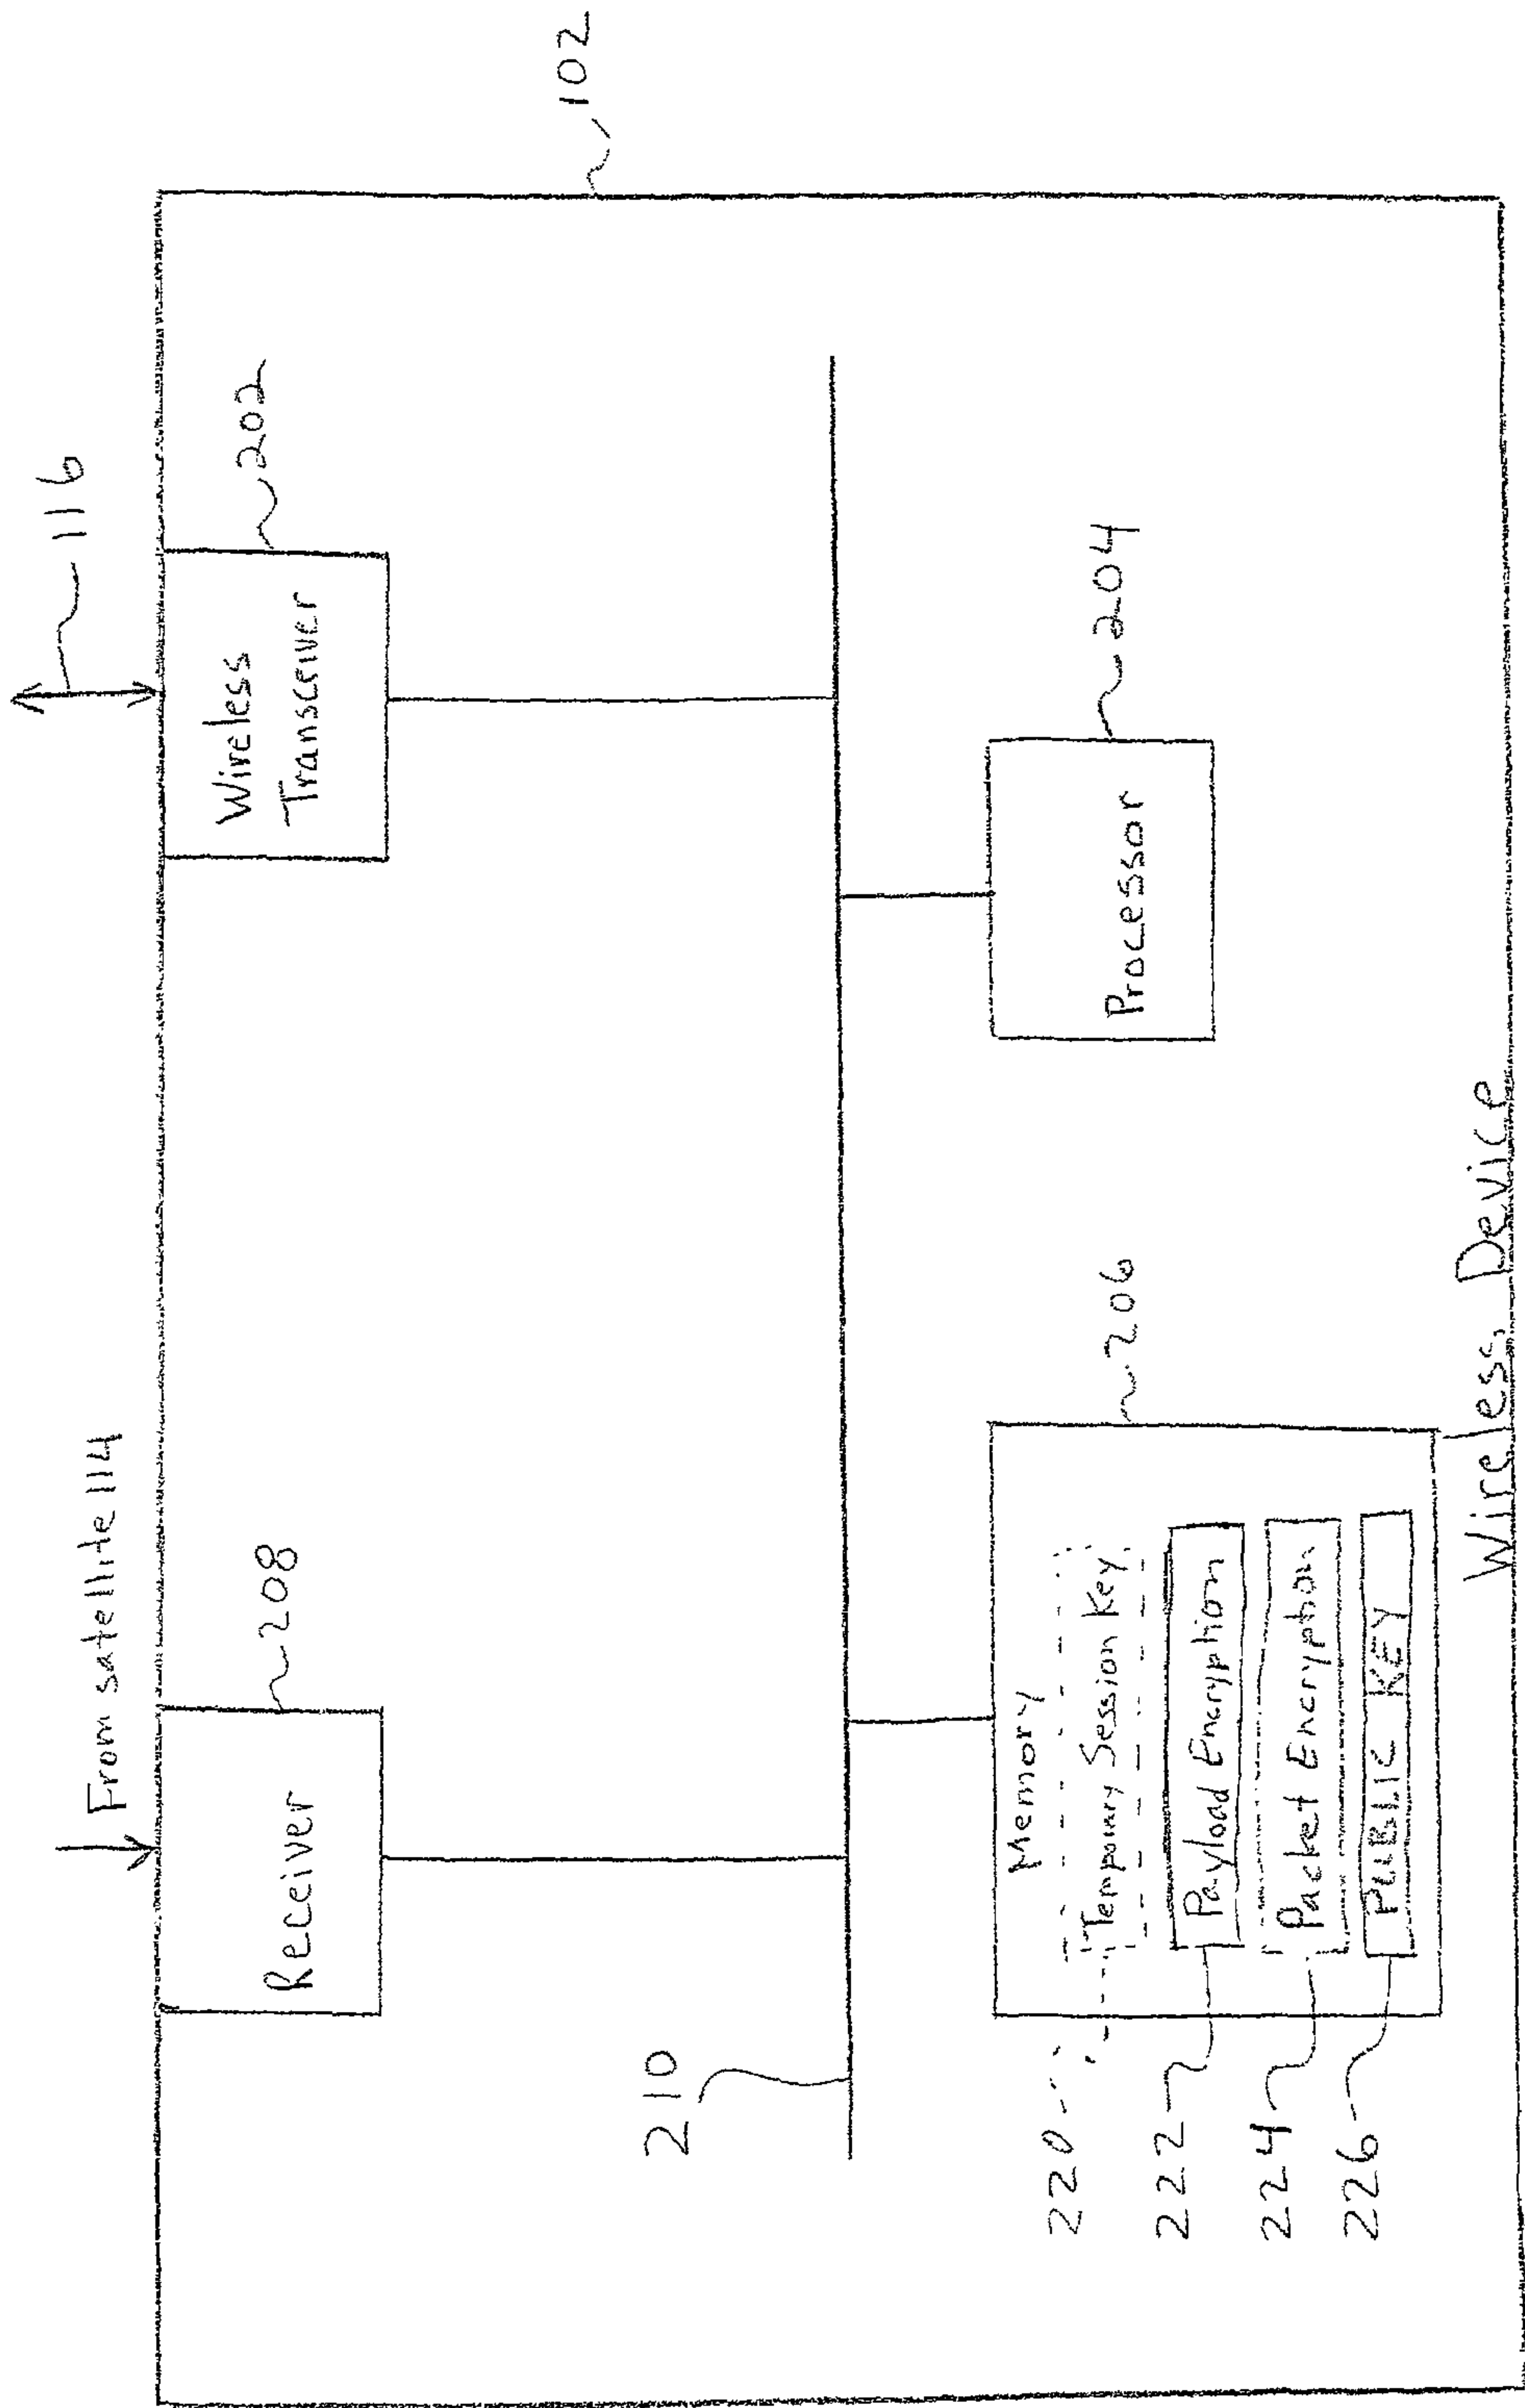 From satellite 114
116
Receiver
208
Wireless
Transceiver
202
102
210
Memory
206
220
Temporary Session Key
222
Payload Encryption
224
Packet Encryption
226
PUBLIC KEY
Processor
204
Wireless Device